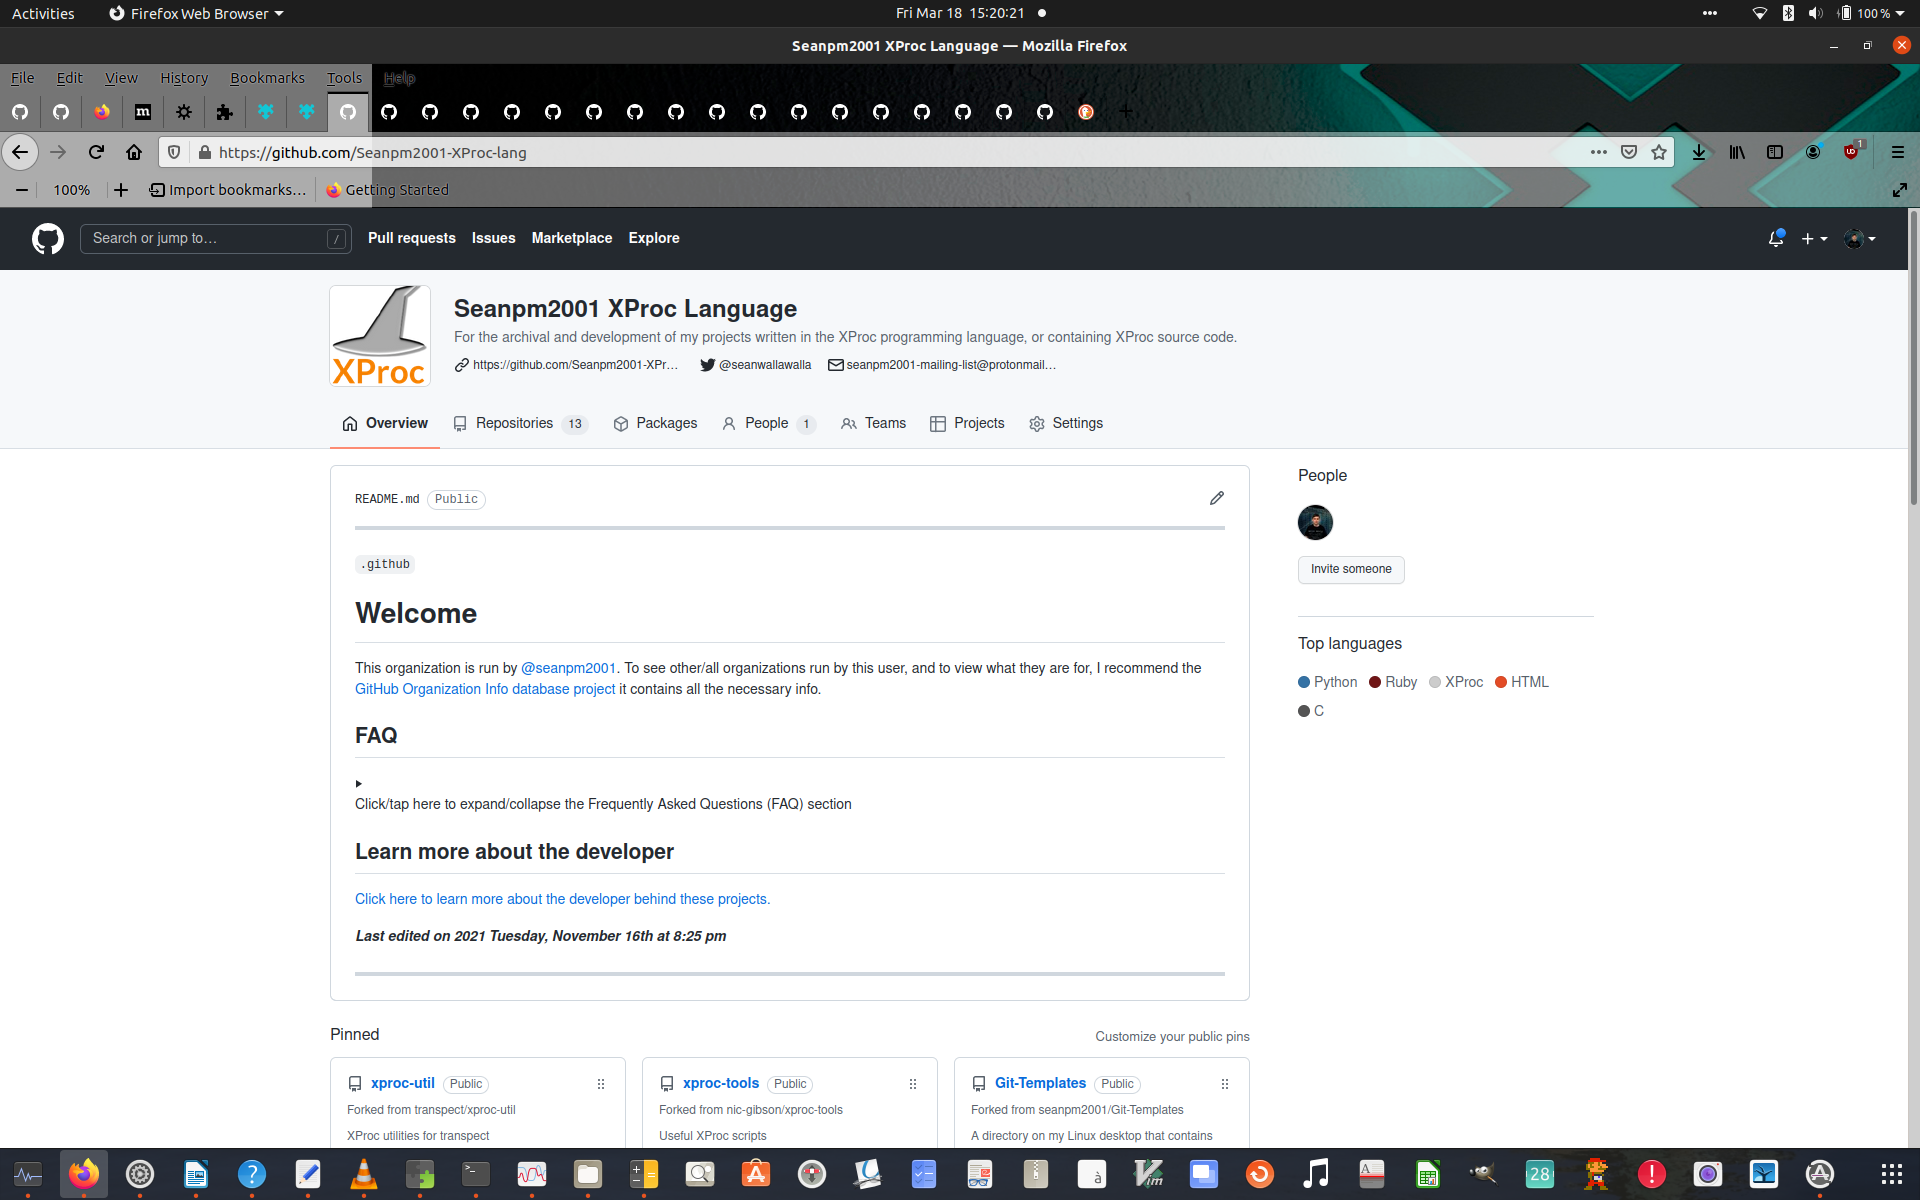 Activities
Firefox Web Browser
Fri Mar 18  15:20:21
100 %
Seanpm2001 XProc Language — Mozilla Firefox
File Edit View History Bookmarks Tools Help
https://github.com/Seanpm2001-XProc-lang
1
100%
Import bookmarks…
Getting Started
Search or jump to…
/
Pull requests Issues Marketplace Explore
XProc
Seanpm2001 XProc Language
For the archival and development of my projects written in the XProc programming language, or containing XProc source code.
https://github.com/Seanpm2001-XPr…
@seanwallawalla
seanpm2001-mailing-list@protonmail…
Overview
Repositories 13
Packages
People 1
Teams
Projects
Settings
README.md Public
.github
Welcome
This organization is run by @seanpm2001. To see other/all organizations run by this user, and to view what they are for, I recommend the
GitHub Organization Info database project it contains all the necessary info.
FAQ
Click/tap here to expand/collapse the Frequently Asked Questions (FAQ) section
Learn more about the developer
Click here to learn more about the developer behind these projects.
Last edited on 2021 Tuesday, November 16th at 8:25 pm
People
Invite someone
Top languages
Python Ruby XProc HTML
C
Pinned
Customize your public pins
xproc-util Public
Forked from transpect/xproc-util
XProc utilities for transpect
xproc-tools Public
Forked from nic-gibson/xproc-tools
Useful XProc scripts
Git-Templates Public
Forked from seanpm2001/Git-Templates
A directory on my Linux desktop that contains
28